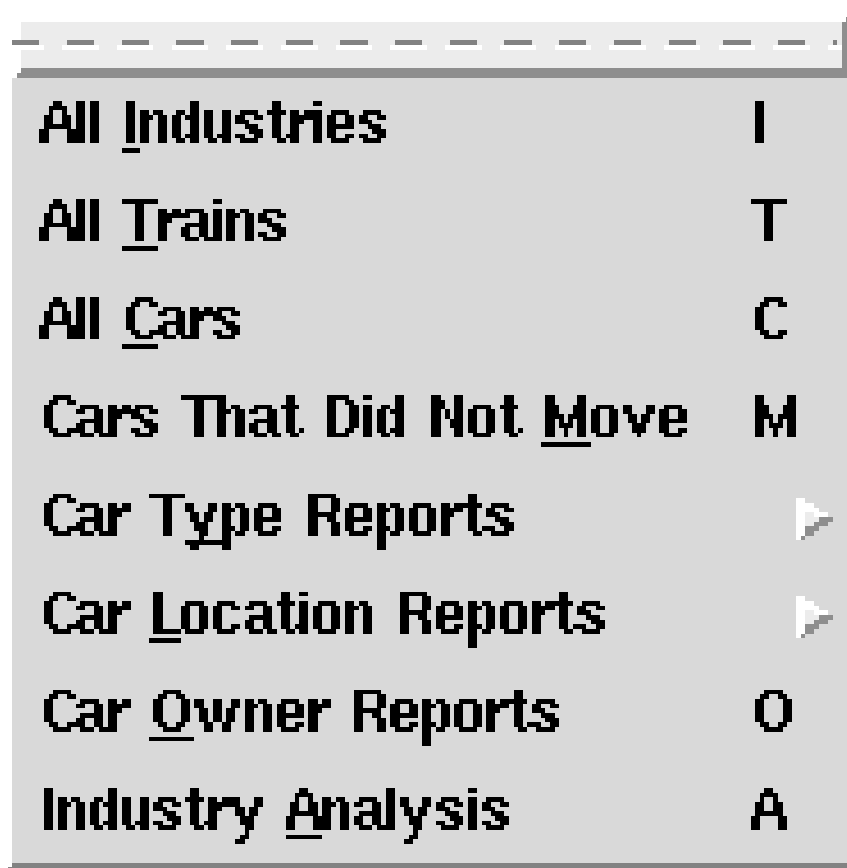 All Industries I
All Trains T
All Cars C
Cars That Did Not Move M
Car Type Reports
Car Location Reports
Car Owner Reports O
Industry Analysis A